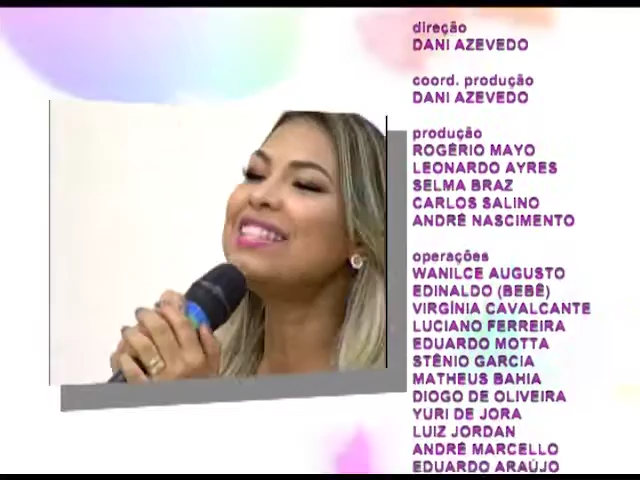 direção
DANI AZEVEDO
coord. produção
DANI AZEVEDO
produção
ROGÉRIO MAYO
LEONARDO AYRES
SELMA BRAZ
CARLOS SALINO
ANDRÉ NASCIMENTO
operações
WANILCE AUGUSTO
EDINALDO (BEBÊ)
VIRGÍNIA CAVALCANTE
LUCIANO FERREIRA
EDUARDO MOTTA
STÊNIO GARCIA
MATHEUS BAHIA
DIOGO DE OLIVEIRA
YURI DE JORA
LUIZ JORDAN
ANDRÉ MARCELLO
EDUARDO ARAÚJO